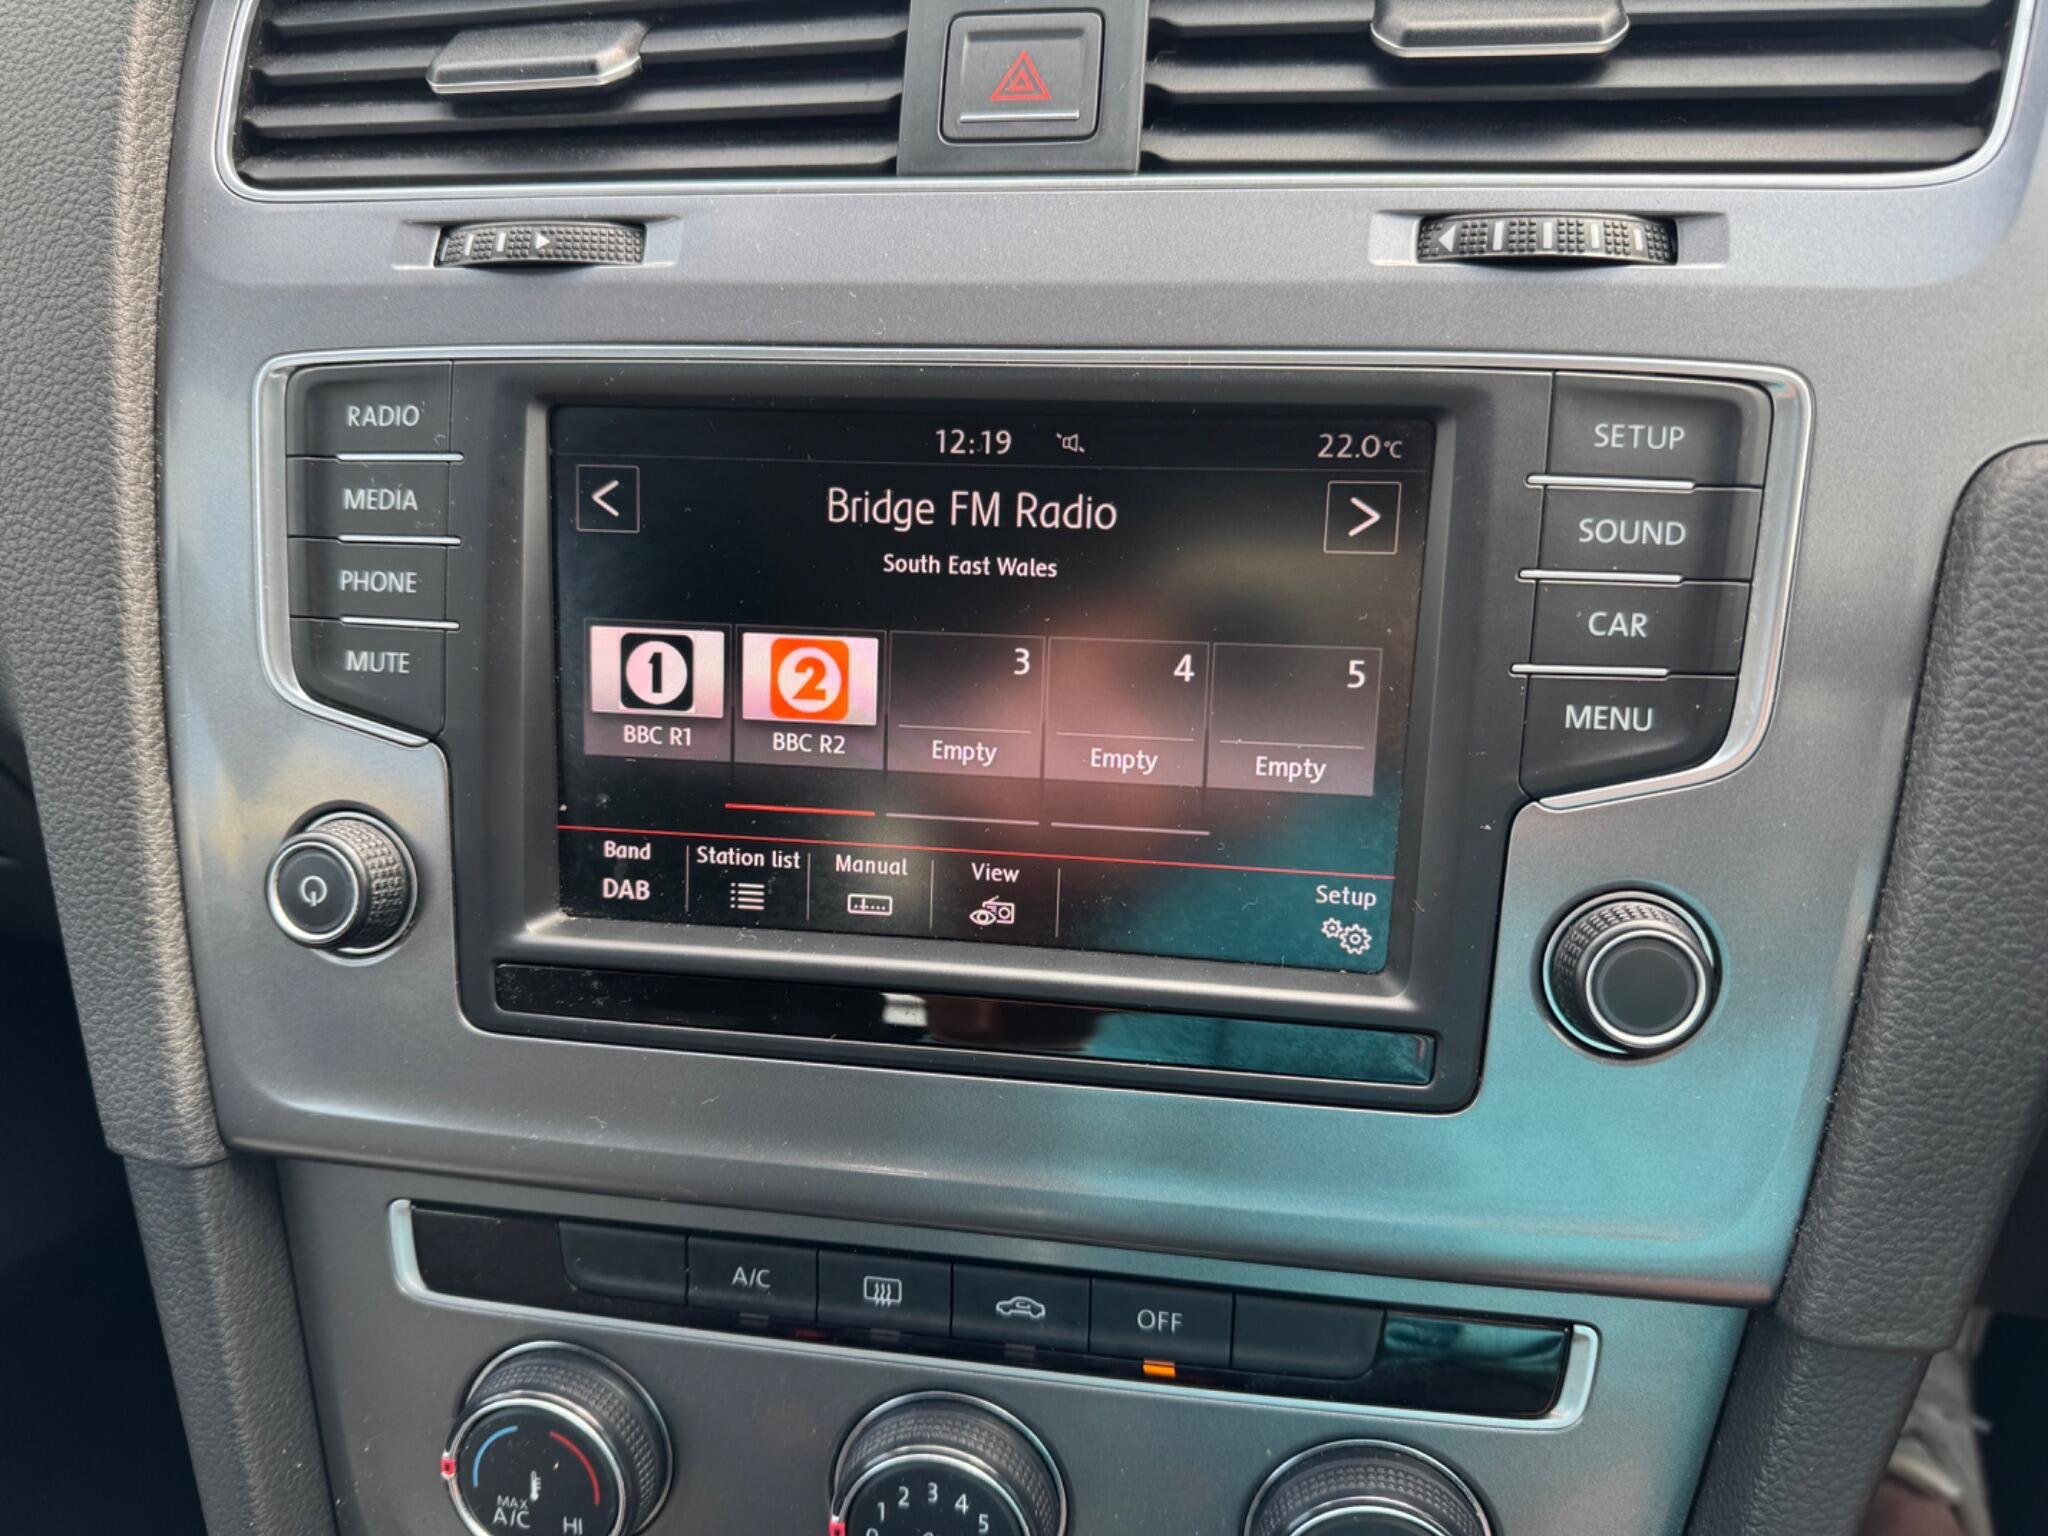 RADIO
MEDIA
PHONE
MUTE
SETUP
SOUND
CAR
MENU
12:19
22.0°C
<
Bridge FM Radio
>
South East Wales
1
2
3
4
5
BBC R1
BBC R2
Empty
Empty
Empty
Band
DAB
Station list
Manual
View
Setup
A/C
OFF
MAX
A/C
HI
1 2 3 4 5